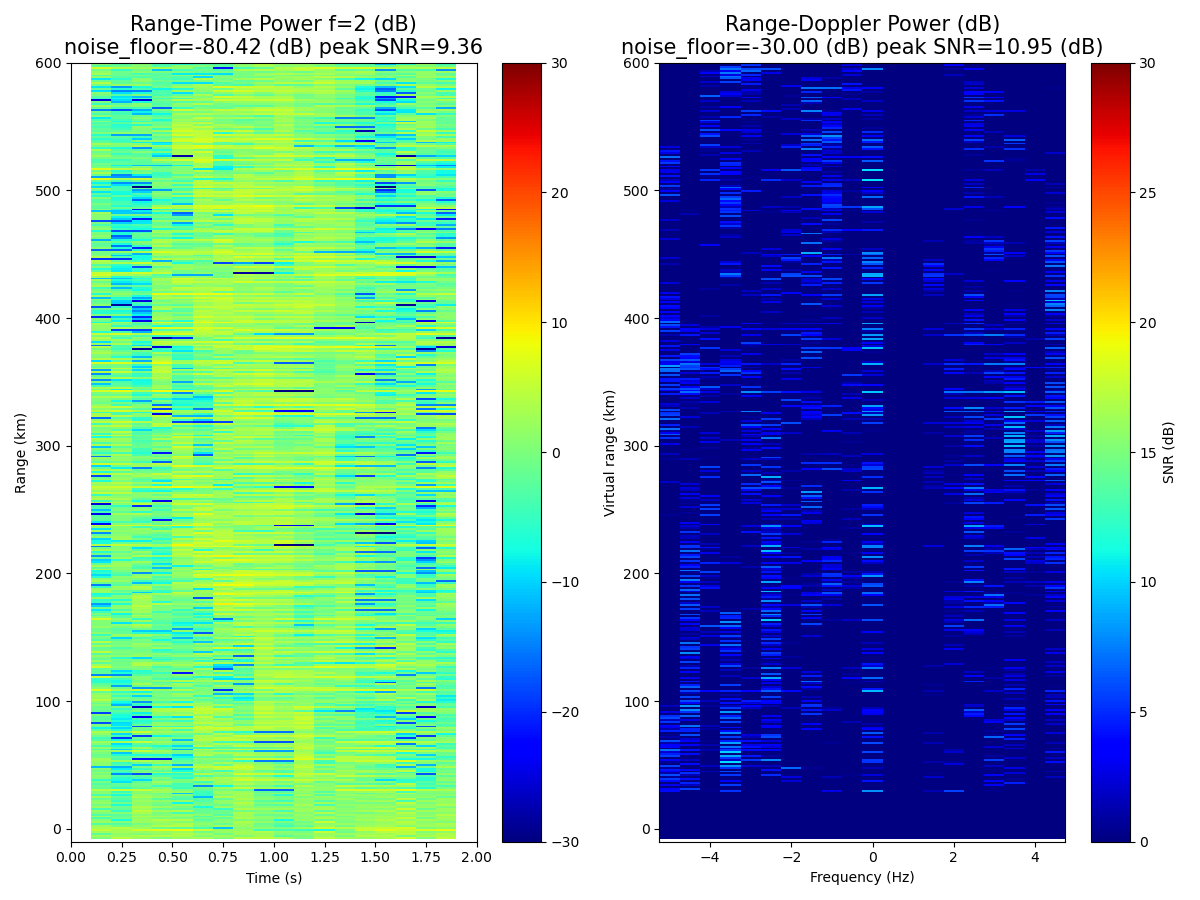 Range-Time Power f=2 (dB)
noise_floor=-80.42 (dB) peak SNR=9.36
Range (km)
600
500
400
300
200
100
0
0.00 0.25 0.50 0.75 1.00 1.25 1.50 1.75 2.00
Time (s)
30
20
10
0
−10
−20
−30
Range-Doppler Power (dB)
noise_floor=-30.00 (dB) peak SNR=10.95 (dB)
Virtual range (km)
600
500
400
300
200
100
0
−4 −2 0 2 4
Frequency (Hz)
30
25
20
15
10
5
0
SNR (dB)